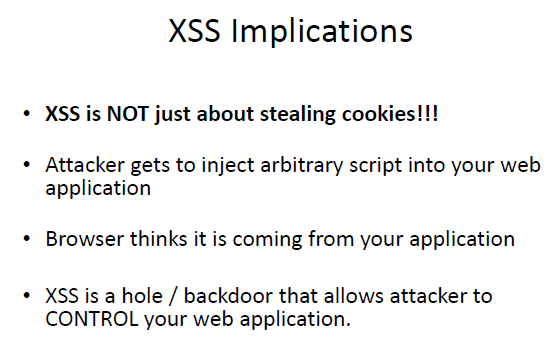 XSS Implications
• XSS is NOT just about stealing cookies!!!
• Attacker gets to inject arbitrary script into your web
application
• Browser thinks it is coming from your application
• XSS is a hole / backdoor that allows attacker to
CONTROL your web application.